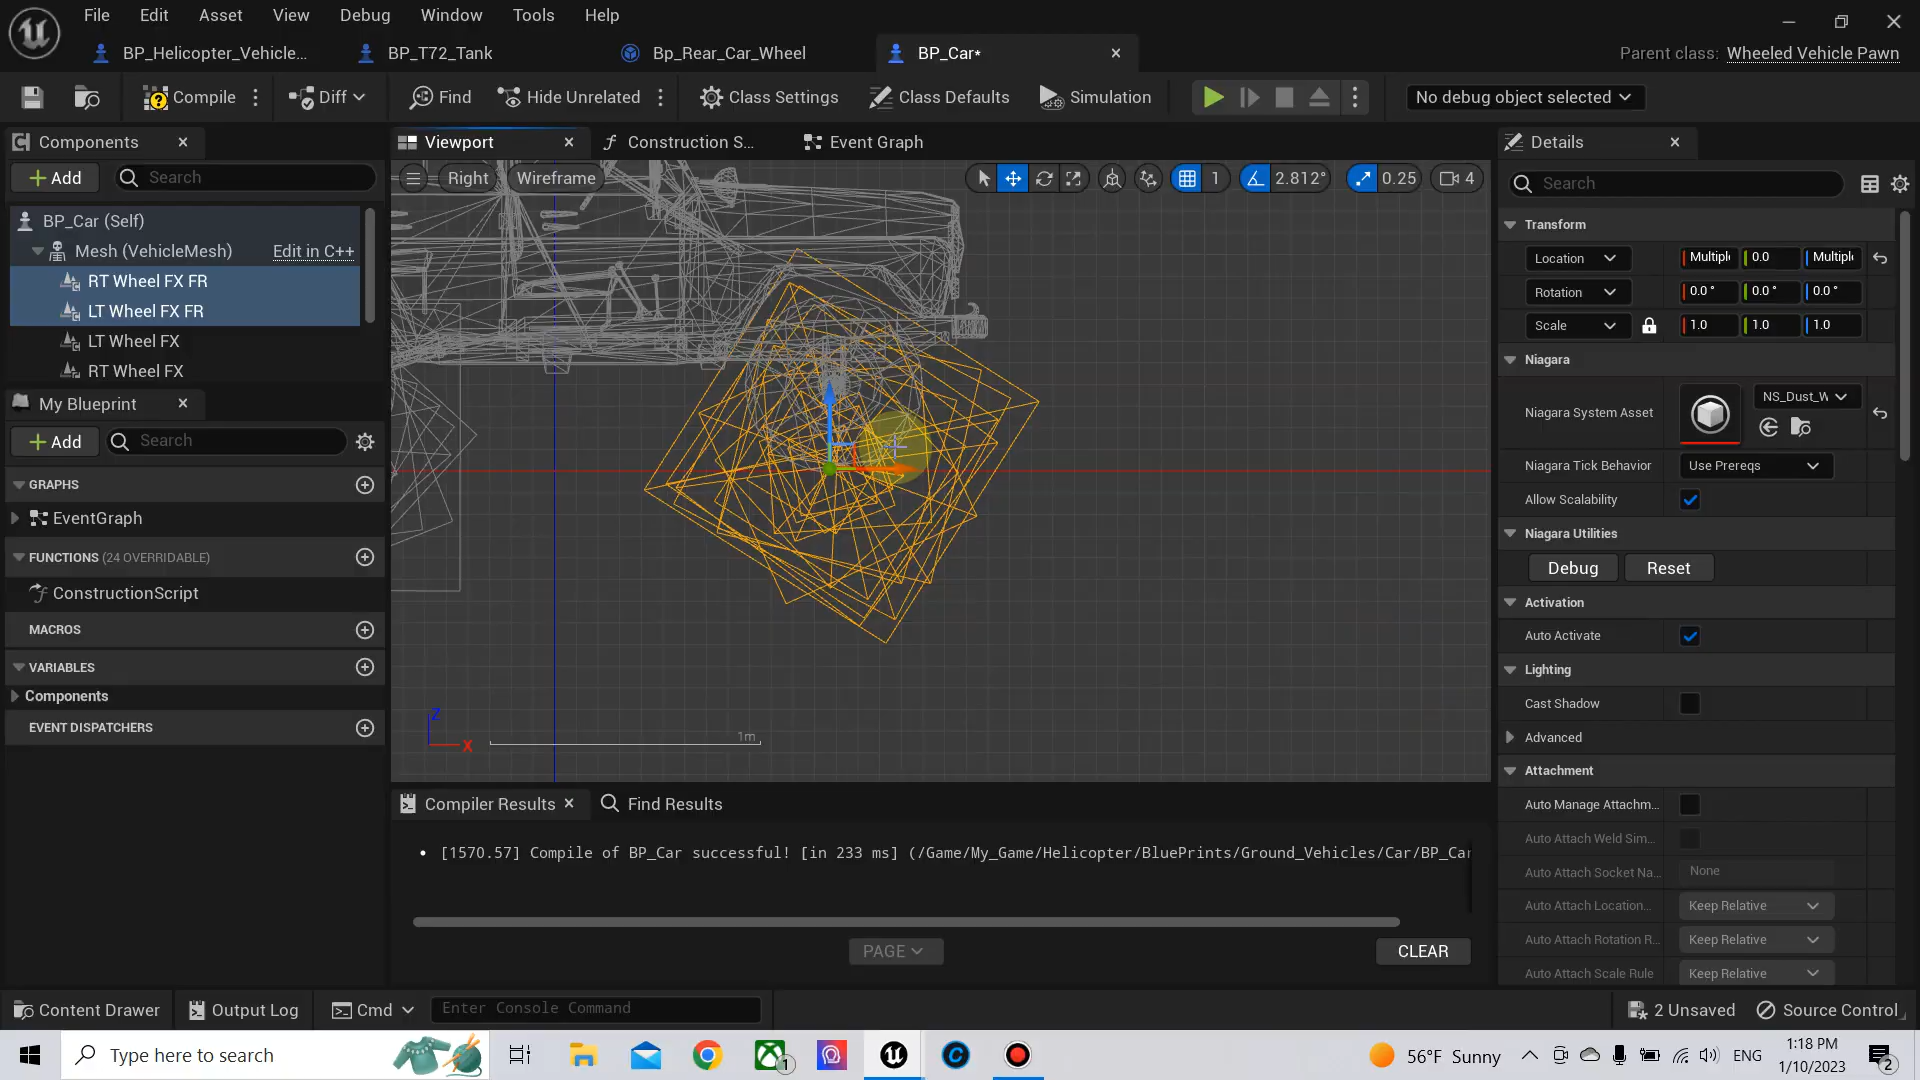 File Edit Asset View Debug Window Tools Help
BP_Helicopter_Vehicle... BP_T72_Tank Bp_Rear_Car_Wheel BP_Car* Parent class: Wheeled Vehicle Pawn
Compile Diff Find Hide Unrelated Class Settings Class Defaults Simulation No debug object selected
Components Viewport Construction S... Event Graph Details
Add Search Right Wireframe 1 2.812° 0.25 4 Search
BP_Car (Self) Transform
Mesh (VehicleMesh) Edit in C++ Location 0.0
RT Wheel FX FR Rotation 0.0° 0.0° 0.0°
LT Wheel FX FR Scale 1.0 1.0 1.0
LT Wheel FX Niagara
RT Wheel FX
My Blueprint Niagara System Asset NS_Dust_W
Add Search
GRAPHS Niagara Tick Behavior Use Prereqs
EventGraph Allow Scalability
FUNCTIONS (24 OVERRIDABLE) Niagara Utilities
ConstructionScript Debug Reset
MACROS Activation
VARIABLES Auto Activate
Components Lighting
EVENT DISPATCHERS Cast Shadow
Z
X 1m Advanced
Attachment
Compiler Results Find Results Auto Manage Attachm...
Auto Attach Weld Sim...
[1570.57] Compile of BP_Car successful! [in 233 ms] (/Game/My_Game/Helicopter/BluePrints/Ground_Vehicles/Car/BP_Car
Auto Attach Socket Na... None
Auto Attach Location... Keep Relative
Auto Attach Rotation R... Keep Relative
PAGE CLEAR
Auto Attach Scale Rule Keep Relative
Content Drawer Output Log Cmd Enter Console Command 2 Unsaved Source Control
Type here to search 1 56°F Sunny ENG 1:18 PM
1/10/2023 2